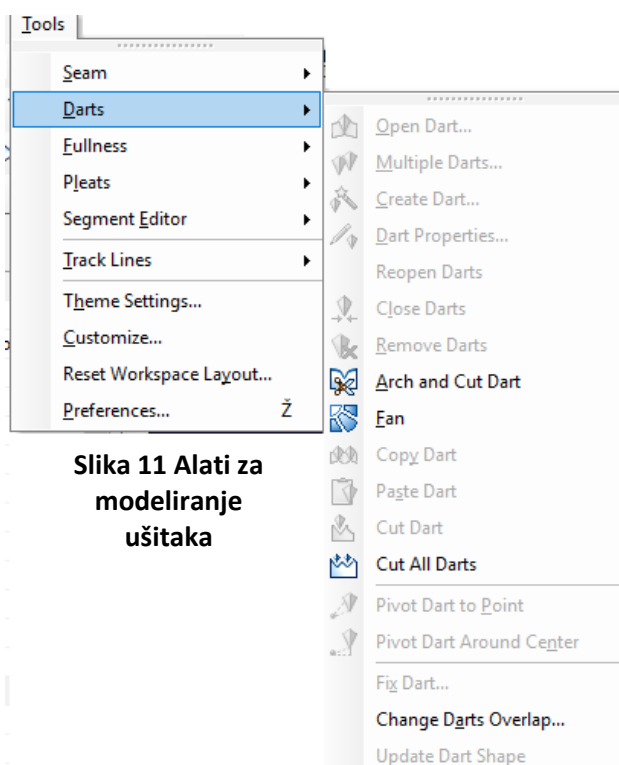 Tools
Seam
Darts
Fullness
Pleats
Segment Editor
Track Lines
Theme Settings...
Customize...
Reset Workspace Layout...
Preferences... Ž
Slika 11 Alati za
modeliranje
ušitaka
Open Dart...
Multiple Darts...
Create Dart...
Dart Properties...
Reopen Darts
Close Darts
Remove Darts
Arch and Cut Dart
Fan
Copy Dart
Paste Dart
Cut Dart
Cut All Darts
Pivot Dart to Point
Pivot Dart Around Center
Fix Dart...
Change Darts Overlap...
Update Dart Shape